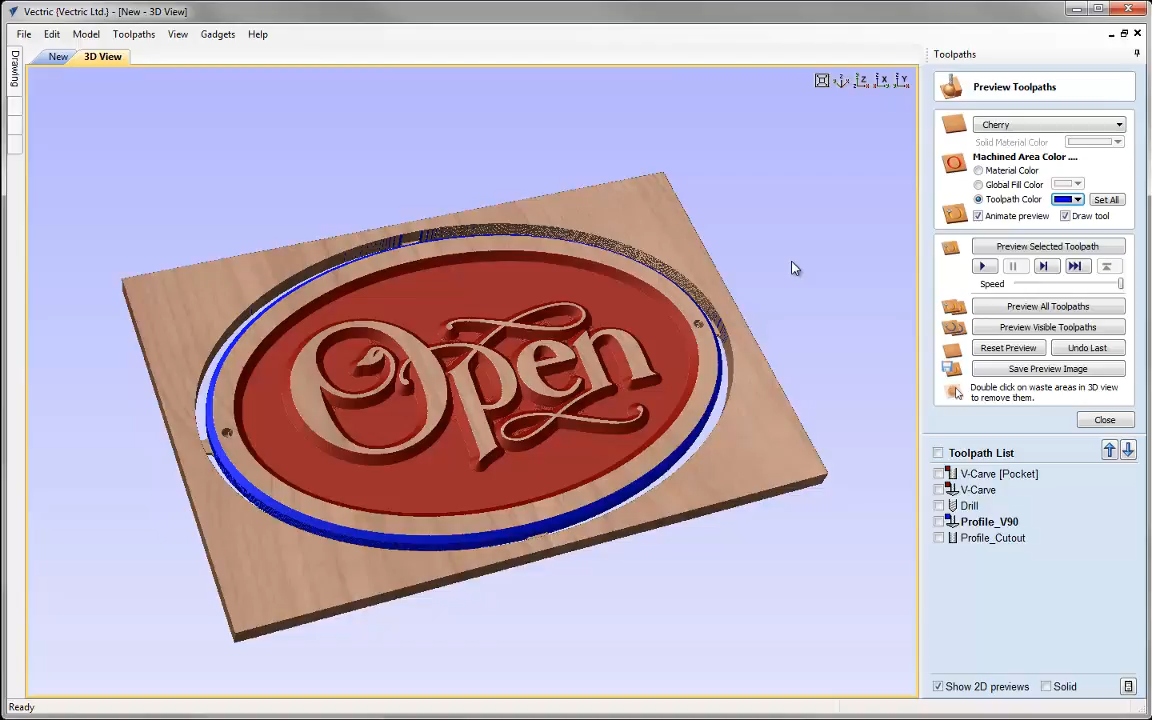 Vectric {Vectric Ltd.} - [New - 3D View]
File Edit Model Toolpaths View Gadgets Help
Drawing
New 3D View
Open
Toolpaths
Preview Toolpaths
Cherry
Solid Material Color
Machined Area Color ....
Material Color
Global Fill Color
Toolpath Color Set All
Animate preview Draw tool
Preview Selected Toolpath
Speed
Preview All Toolpaths
Preview Visible Toolpaths
Reset Preview Undo Last
Save Preview Image
Double click on waste areas in 3D view
to remove them.
Close
Toolpath List
V-Carve [Pocket]
V-Carve
Drill
Profile_V90
Profile_Cutout
Show 2D previews Solid
Ready